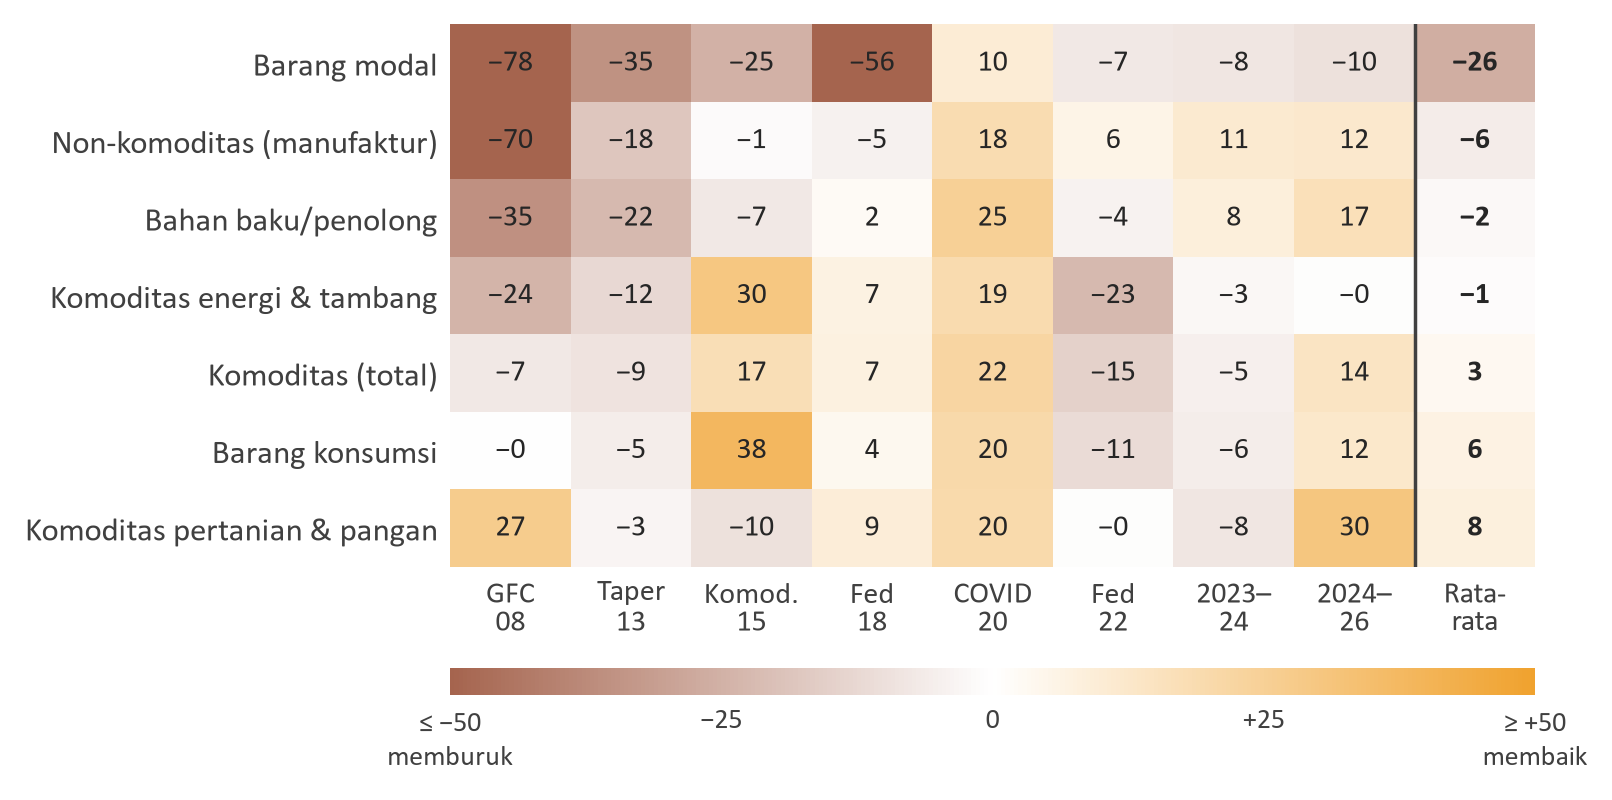 Barang modal −78 −35 −25 −56 10 −7 −8 −10 −26
Non-komoditas (manufaktur) −70 −18 −1 −5 18 6 11 12 −6
Bahan baku/penolong −35 −22 −7 2 25 −4 8 17 −2
Komoditas energi & tambang −24 −12 30 7 19 −23 −3 −0 −1
Komoditas (total) −7 −9 17 7 22 −15 −5 14 3
Barang konsumsi −0 −5 38 4 20 −11 −6 12 6
Komoditas pertanian & pangan 27 −3 −10 9 20 −0 −8 30 8
GFC Taper Komod. Fed COVID Fed 2023– 2024– Rata-
08 13 15 18 20 22 24 26 rata
≤ −50 −25 0 +25 ≥ +50
memburuk membaik